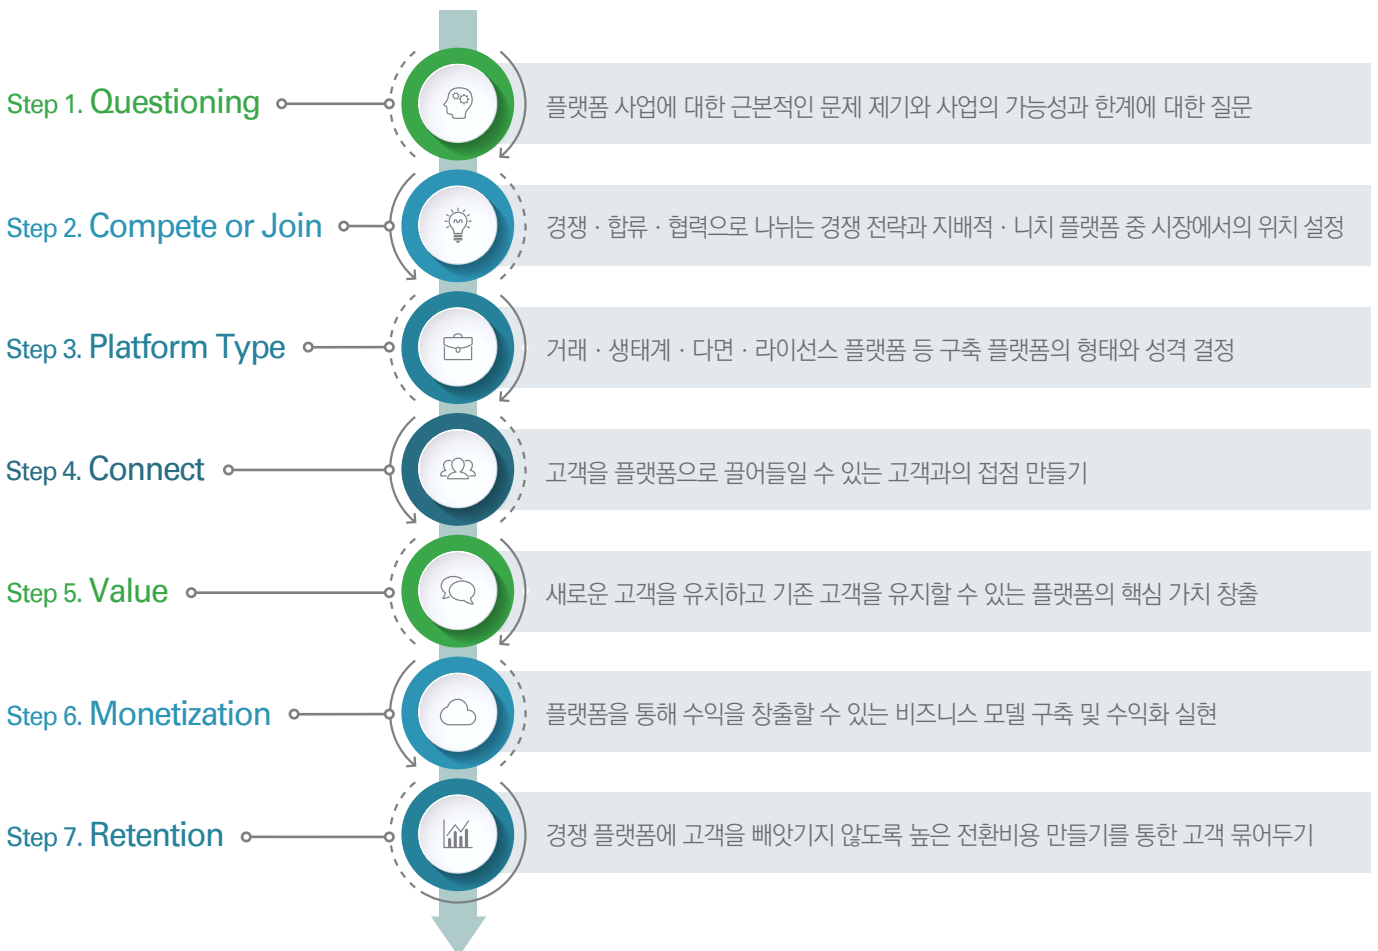 Step 1. Questioning
플랫폼 사업에 대한 근본적인 문제 제기와 사업의 가능성과 한계에 대한 질문
Step 2. Compete or Join
경쟁 · 합류 · 협력으로 나뉘는 경쟁 전략과 지배적 · 니치 플랫폼 중 시장에서의 위치 설정
Step 3. Platform Type
거래 · 생태계 · 다면 · 라이선스 플랫폼 등 구축 플랫폼의 형태와 성격 결정
Step 4. Connect
고객을 플랫폼으로 끌어들일 수 있는 고객과의 접점 만들기
Step 5. Value
새로운 고객을 유치하고 기존 고객을 유지할 수 있는 플랫폼의 핵심 가치 창출
Step 6. Monetization
플랫폼을 통해 수익을 창출할 수 있는 비즈니스 모델 구축 및 수익화 실현
Step 7. Retention
경쟁 플랫폼에 고객을 빼앗기지 않도록 높은 전환비용 만들기를 통한 고객 묶어두기